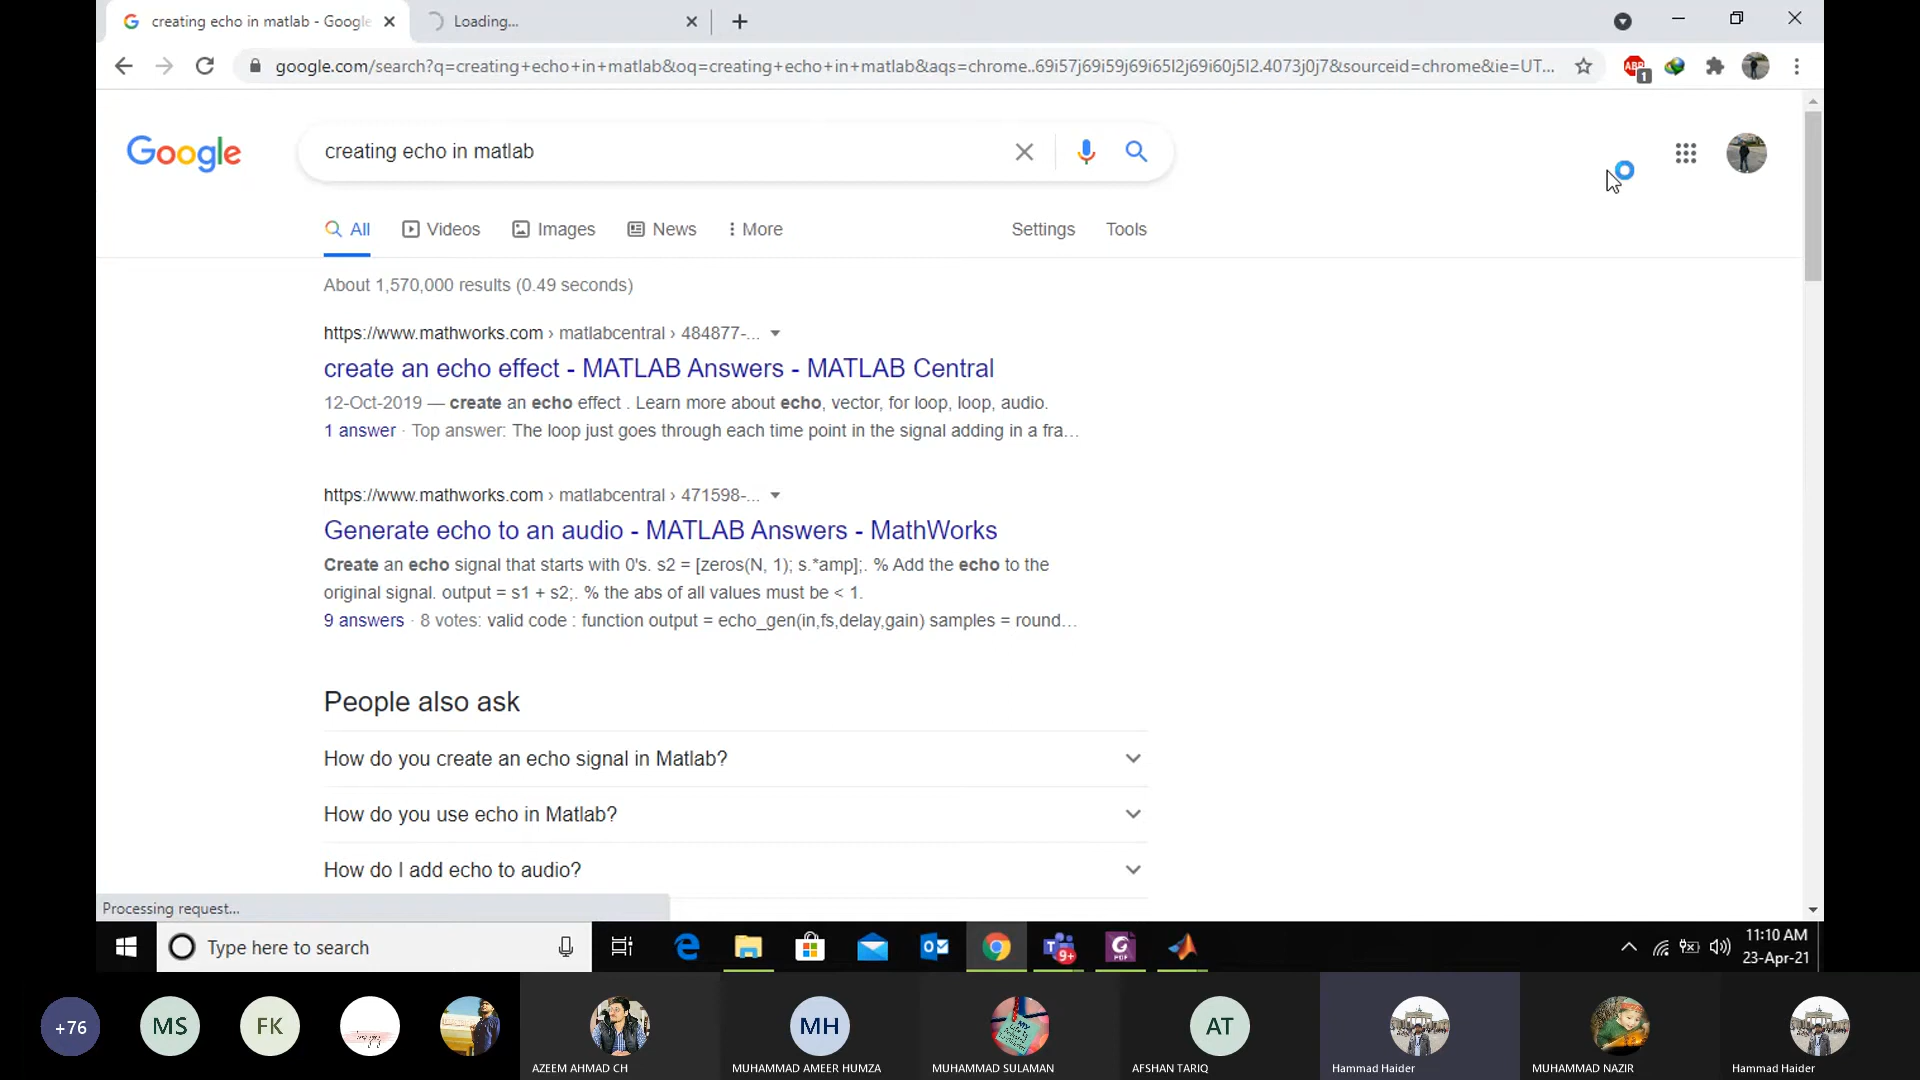 creating echo in matlab - Google
Loading...
google.com/search?q=creating+echo+in+matlab&oq=creating+echo+in+matlab&aqs=chrome..69i57j69i59j69i65l2j69i60j5l2.4073j0j7&sourceid=chrome&ie=UT...
ABP
1
Google
creating echo in matlab
All
Videos
Images
News
More
Settings
Tools
About 1,570,000 results (0.49 seconds)
https://www.mathworks.com › matlabcentral › 484877-...
create an echo effect - MATLAB Answers - MATLAB Central
12-Oct-2019 — create an echo effect . Learn more about echo, vector, for loop, loop, audio.
1 answer · Top answer: The loop just goes through each time point in the signal adding in a fra...
https://www.mathworks.com › matlabcentral › 471598-...
Generate echo to an audio - MATLAB Answers - MathWorks
Create an echo signal that starts with 0's. s2 = [zeros(N, 1); s.*amp];. % Add the echo to the
original signal. output = s1 + s2;. % the abs of all values must be < 1.
9 answers · 8 votes: valid code : function output = echo_gen(in,fs,delay,gain) samples = round...
People also ask
How do you create an echo signal in Matlab?
How do you use echo in Matlab?
How do I add echo to audio?
Processing request...
Type here to search
9+
PDF
11:10 AM
23-Apr-21
+76
MS
FK
MH
AT
AZEEM AHMAD CH
MUHAMMAD AMEER HUMZA
MUHAMMAD SULAMAN
AFSHAN TARIQ
Hammad Haider
MUHAMMAD NAZIR
Hammad Haider